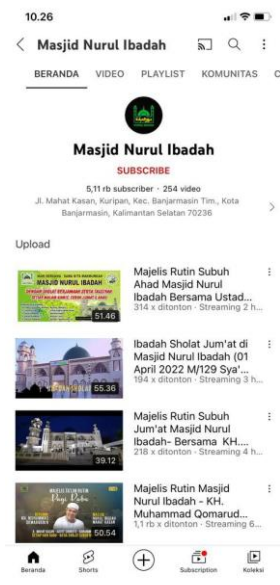 10.26
Masjid Nurul Ibadah
BERANDA VIDEO PLAYLIST KOMUNITAS C
Masjid Nurul Ibadah
SUBSCRIBE
5,11 rb subscriber · 254 video
Jl. Mahat Kasan, Kuripan, Kec. Banjarmasin Tim., Kota
Banjarmasin, Kalimantan Selatan 70236
Upload
MASJID NURUL IBADAH
51.46
Majelis Rutin Subuh
Ahad Masjid Nurul
Ibadah Bersama Ustad...
314 x ditonton · Streaming 2 h...
55.36
Ibadah Sholat Jum'at di
Masjid Nurul Ibadah (01
April 2022 M/129 Sya'...
194 x ditonton · Streaming 3 h...
39.12
Majelis Rutin Subuh
Jum'at Masjid Nurul
Ibadah- Bersama KH....
218 x ditonton · Streaming 4 h...
Pagi Rabu
50.54
Majelis Rutin Masjid
Nurul Ibadah - KH.
Muhammad Qomarud...
1,1 rb x ditonton · Streaming 6...
Beranda Shorts Subscription Koleksi